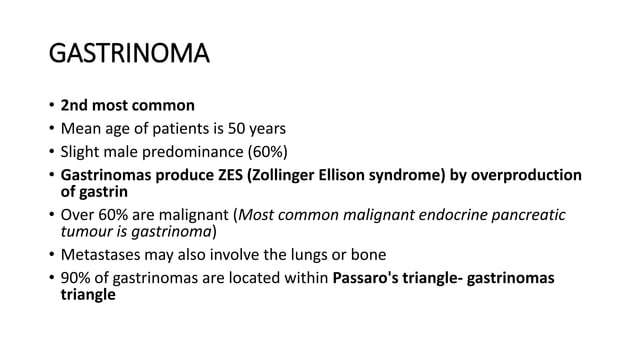 GASTRINOMA
• 2nd most common
• Mean age of patients is 50 years
• Slight male predominance (60%)
• Gastrinomas produce ZES (Zollinger Ellison syndrome) by overproduction
of gastrin
• Over 60% are malignant (Most common malignant endocrine pancreatic
tumour is gastrinoma)
• Metastases may also involve the lungs or bone
• 90% of gastrinomas are located within Passaro's triangle- gastrinomas
triangle